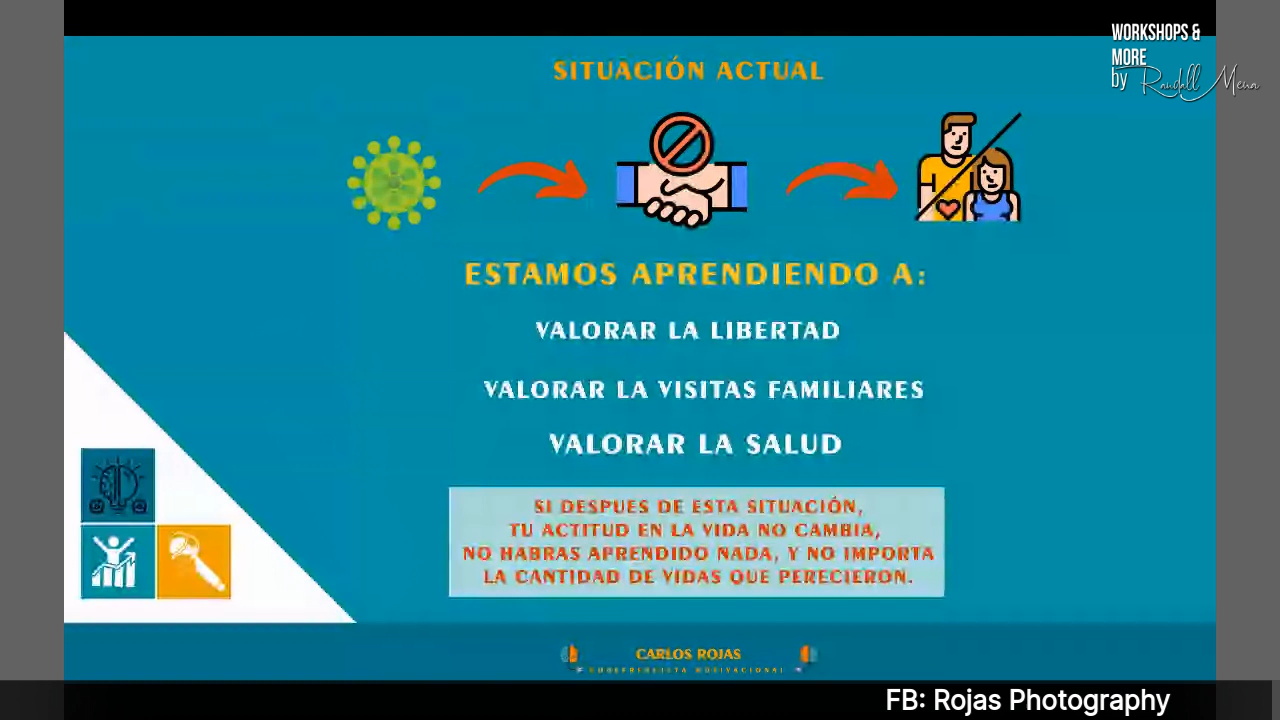 WORKSHOPS &
MORE
by Randall Mena
SITUACIÓN ACTUAL
ESTAMOS APRENDIENDO A:
VALORAR LA LIBERTAD
VALORAR LA VISITAS FAMILIARES
VALORAR LA SALUD
SI DESPUES DE ESTA SITUACIÓN,
TU ACTITUD EN LA VIDA NO CAMBIA,
NO HABRAS APRENDIDO NADA, Y NO IMPORTA
LA CANTIDAD DE VIDAS QUE PERECIERON.
CARLOS ROJAS
FB: Rojas Photography